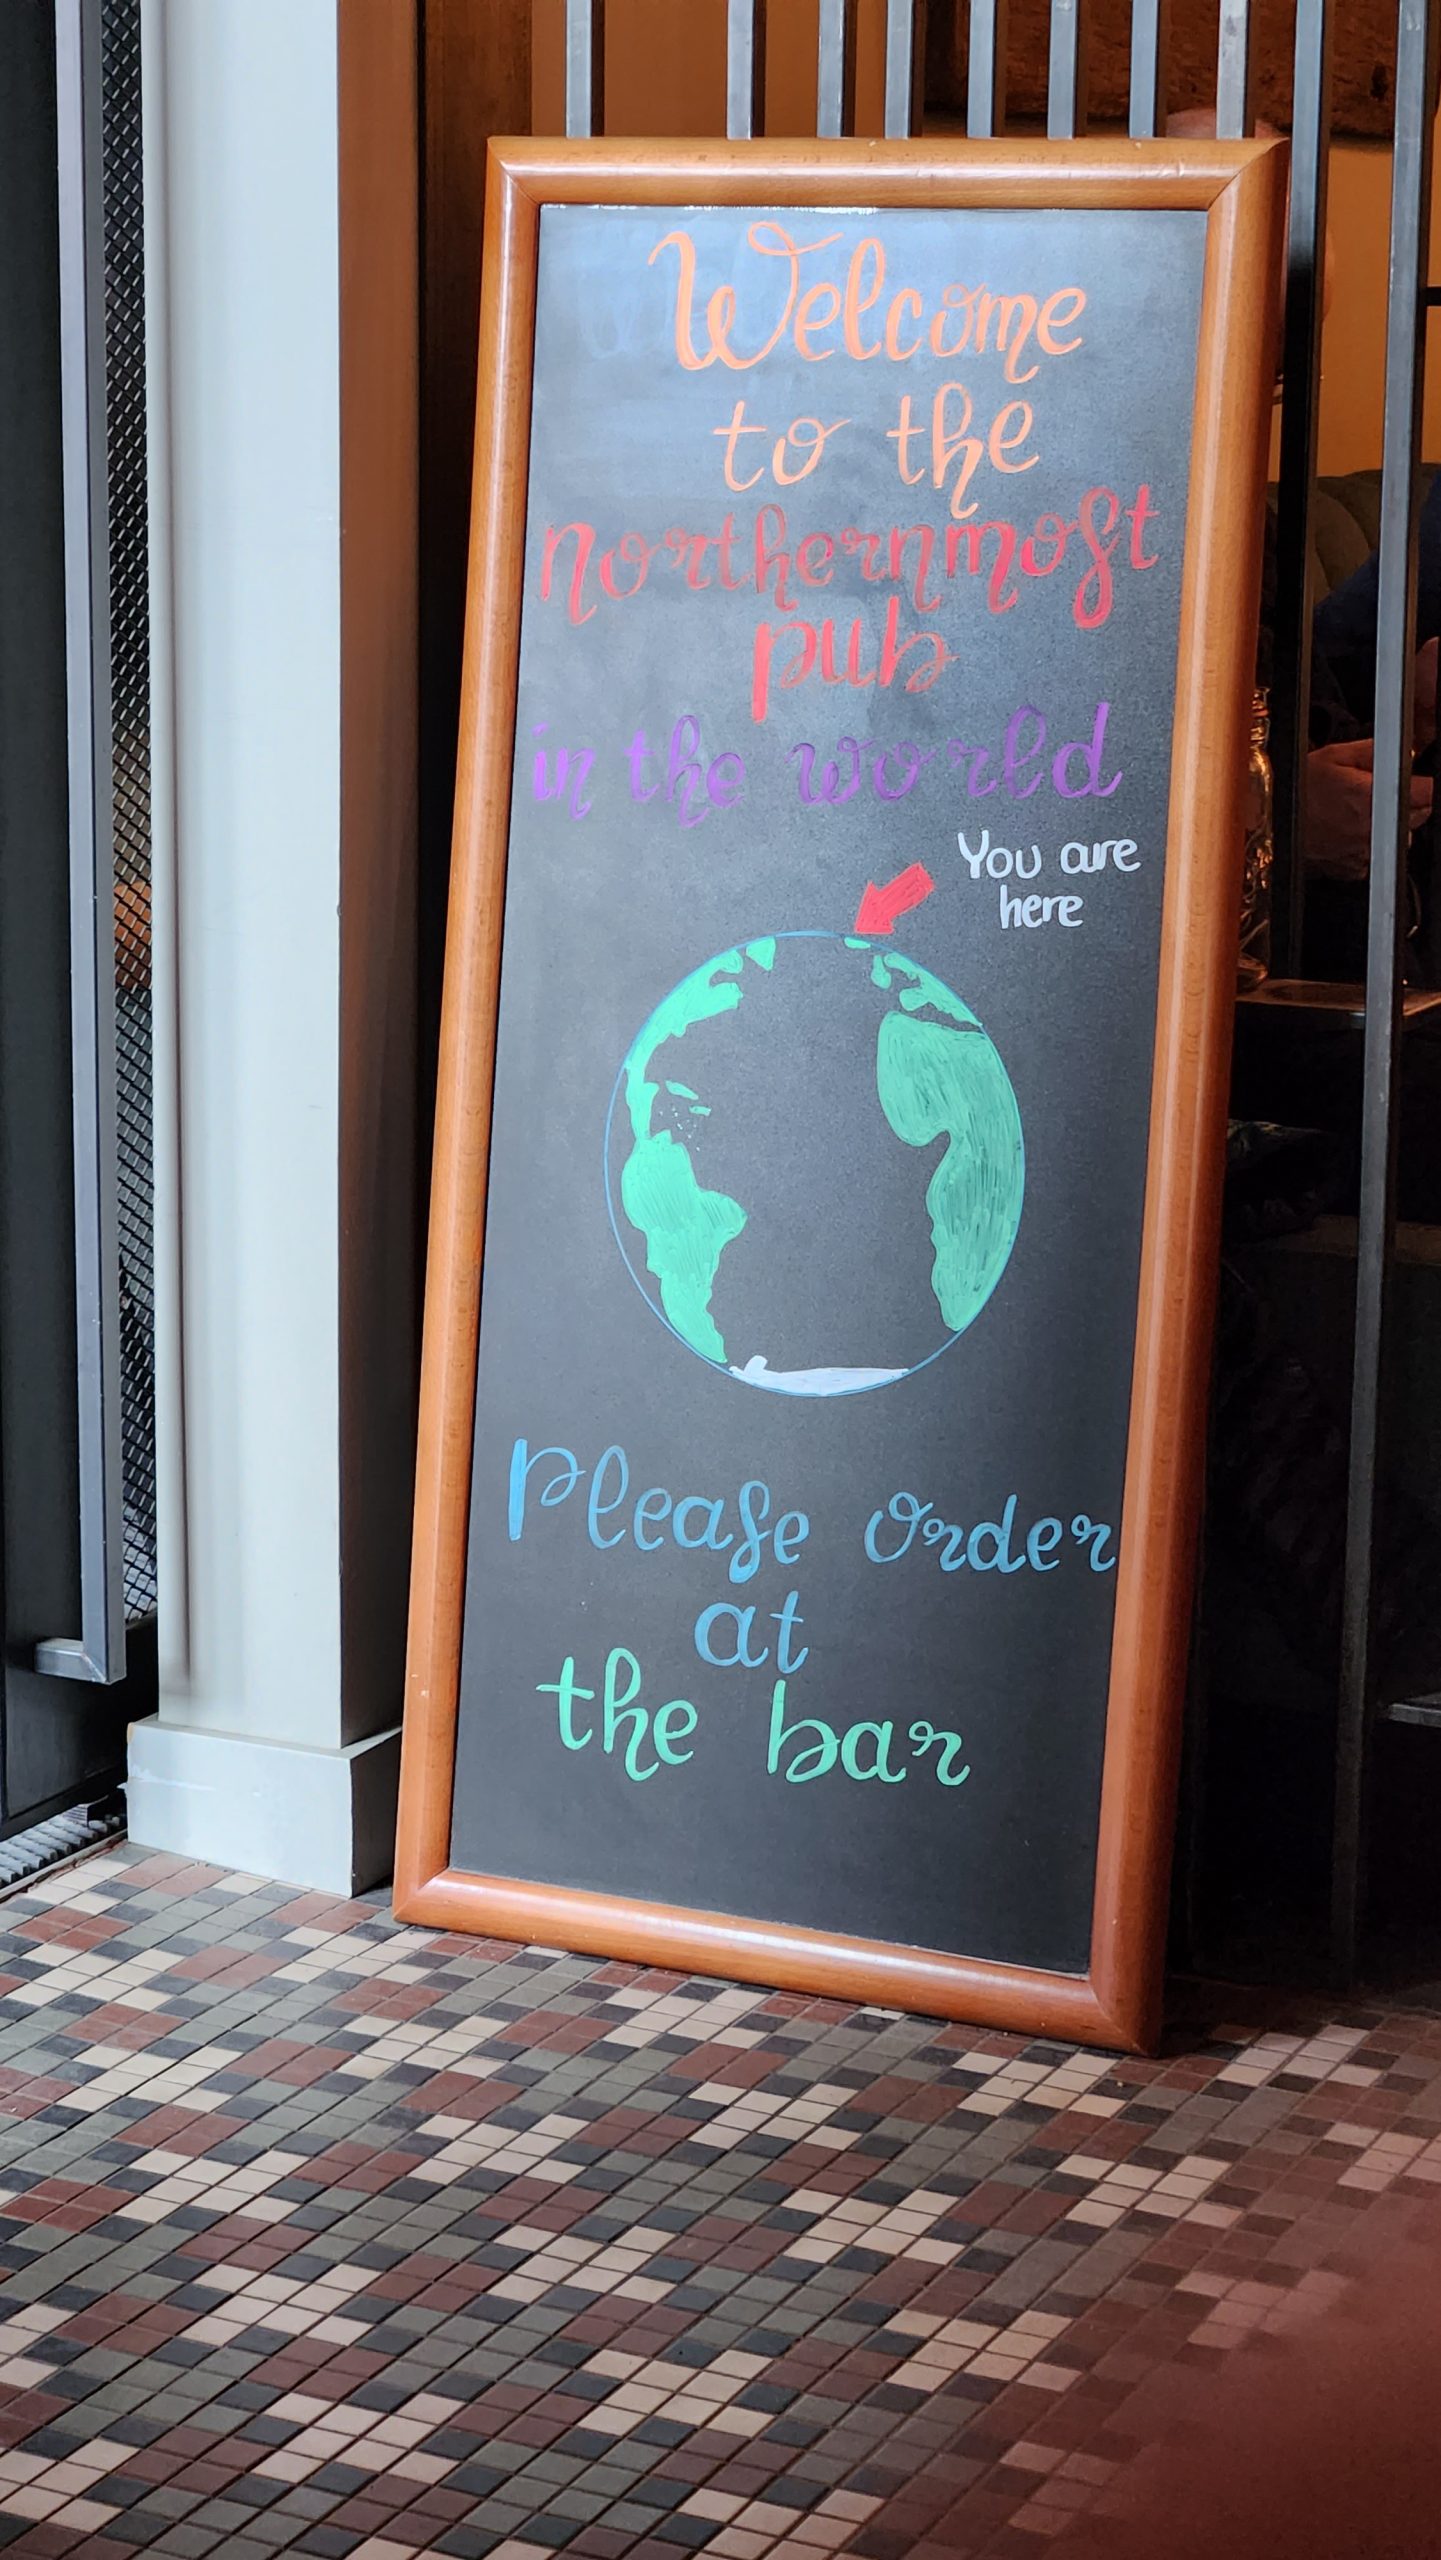 Welcome
to the
northernmost
pub
in the world
You are
here
Please order
at
the bar